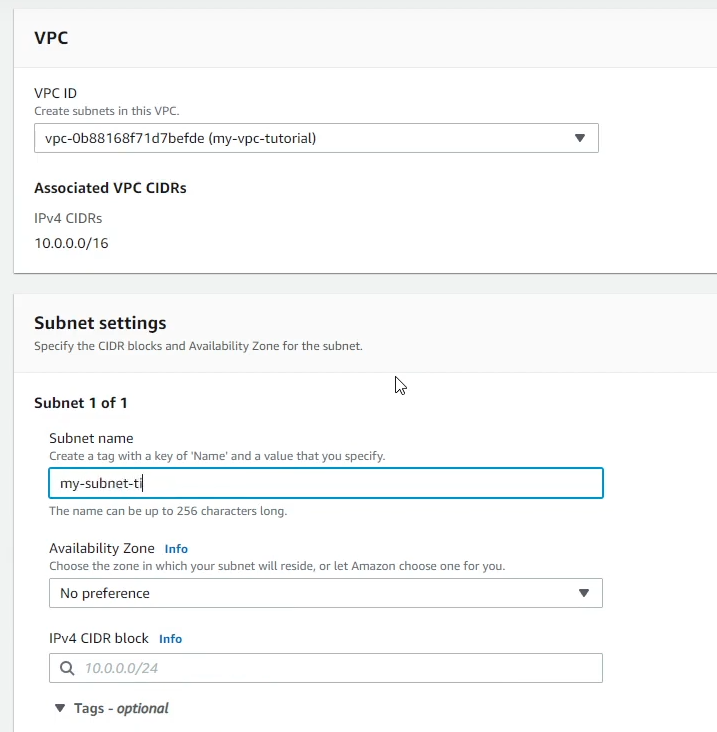 VPC
VPC ID
Create subnets in this VPC.
vpc-0b88168f71d7befde (my-vpc-tutorial)
Associated VPC CIDRs
IPv4 CIDRs
10.0.0.0/16
Subnet settings
Specify the CIDR blocks and Availability Zone for the subnet.
Subnet 1 of 1
Subnet name
Create a tag with a key of 'Name' and a value that you specify.
my-subnet-ti
The name can be up to 256 characters long.
Availability Zone Info
Choose the zone in which your subnet will reside, or let Amazon choose one for you.
No preference
IPv4 CIDR block Info
10.0.0.0/24
Tags - optional